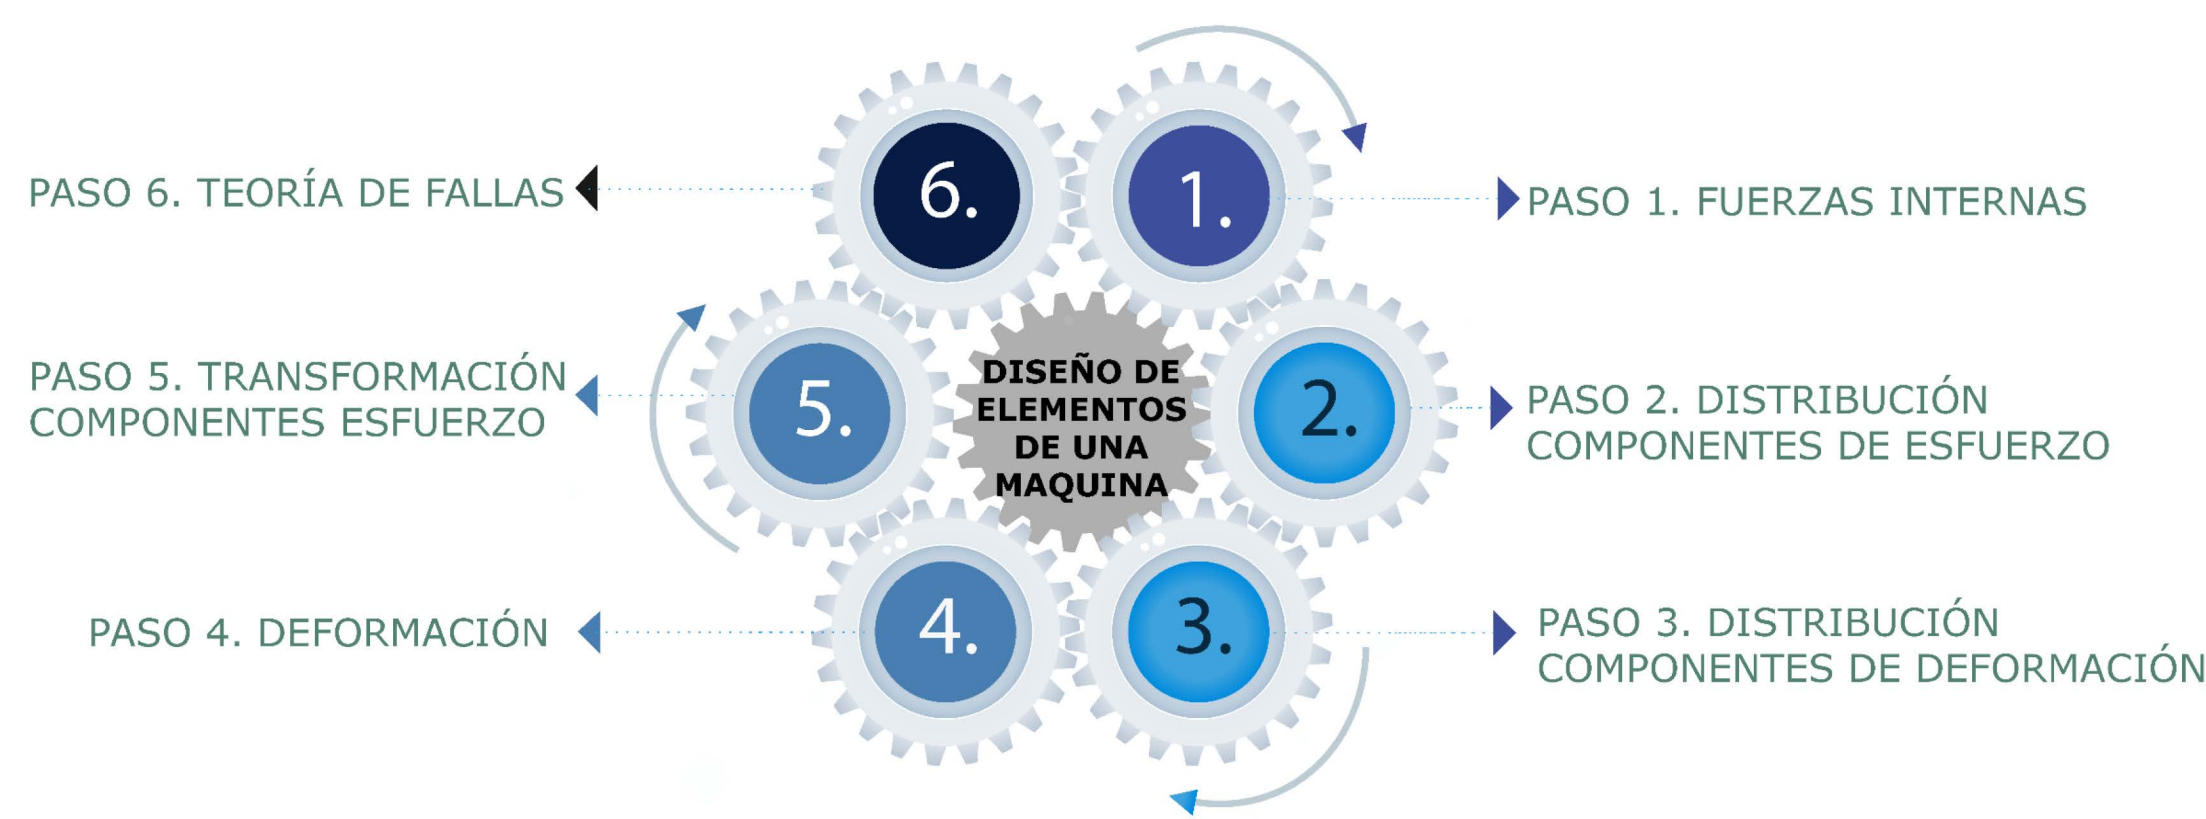 DISEÑO DE
ELEMENTOS
DE UNA
MAQUINA
1.
PASO 1. FUERZAS INTERNAS
2.
PASO 2. DISTRIBUCIÓN
COMPONENTES DE ESFUERZO
3.
PASO 3. DISTRIBUCIÓN
COMPONENTES DE DEFORMACIÓN
4.
PASO 4. DEFORMACIÓN
5.
PASO 5. TRANSFORMACIÓN
COMPONENTES ESFUERZO
6.
PASO 6. TEORÍA DE FALLAS